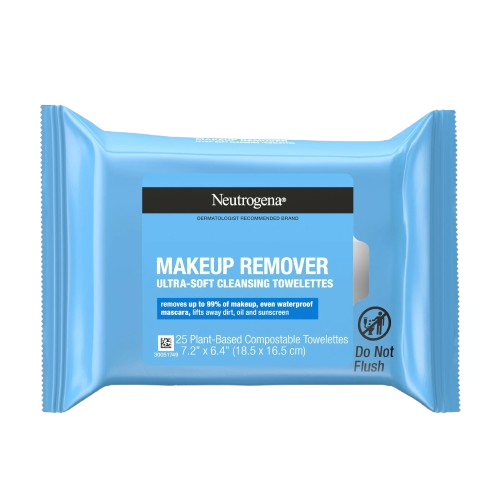 Neutrogena®
DERMATOLOGIST RECOMMENDED BRAND
MAKEUP REMOVER
ULTRA-SOFT CLEANSING TOWELETTES
removes up to 99% of makeup, even waterproof
mascara, lifts away dirt, oil and sunscreen
25 Plant-Based Compostable Towelettes
7.2" x 6.4" (18.5 x 16.5 cm)
Do Not
Flush